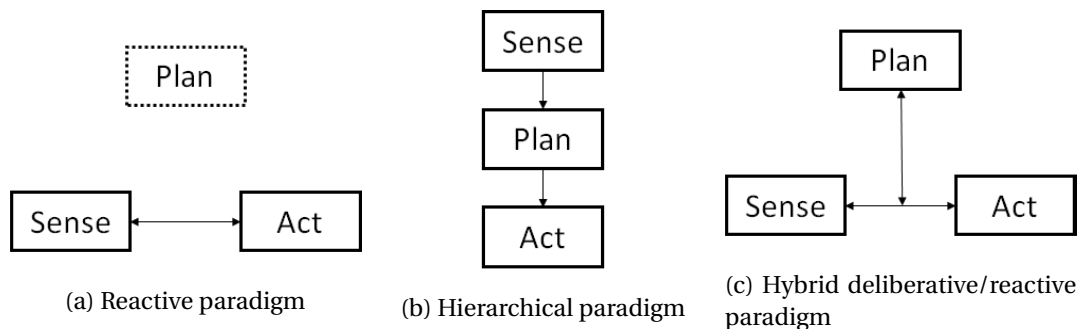 Plan
Sense
Act
(a) Reactive paradigm
Sense
Plan
Act
(b) Hierarchical paradigm
Plan
Sense
Act
(c) Hybrid deliberative/reactive
paradigm